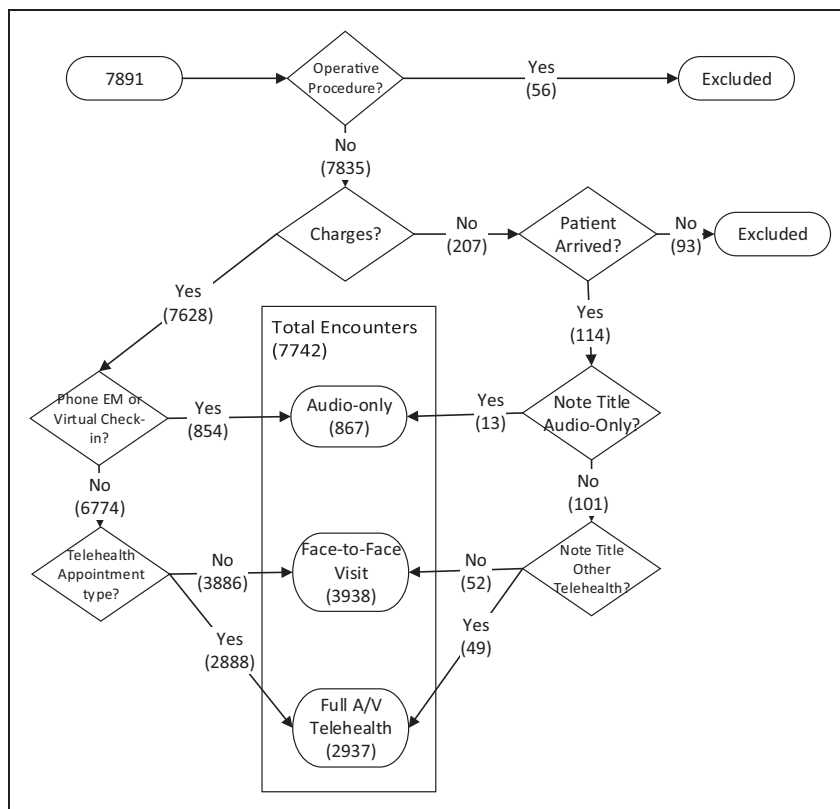 7891
Operative
Procedure?
Yes
(56)
Excluded
No
(7835)
Charges?
No
(207)
Patient
Arrived?
No
(93)
Excluded
Yes
(7628)
Yes
(114)
Total Encounters
(7742)
Phone EM or
Virtual Check-
in?
Yes
(854)
Audio-only
(867)
Yes
(13)
Note Title
Audio-Only?
No
(6774)
No
(101)
Telehealth
Appointment
type?
No
(3886)
Face-to-Face
Visit
(3938)
No
(52)
Note Title
Other
Telehealth?
Yes
(2888)
Yes
(49)
Full A/V
Telehealth
(2937)